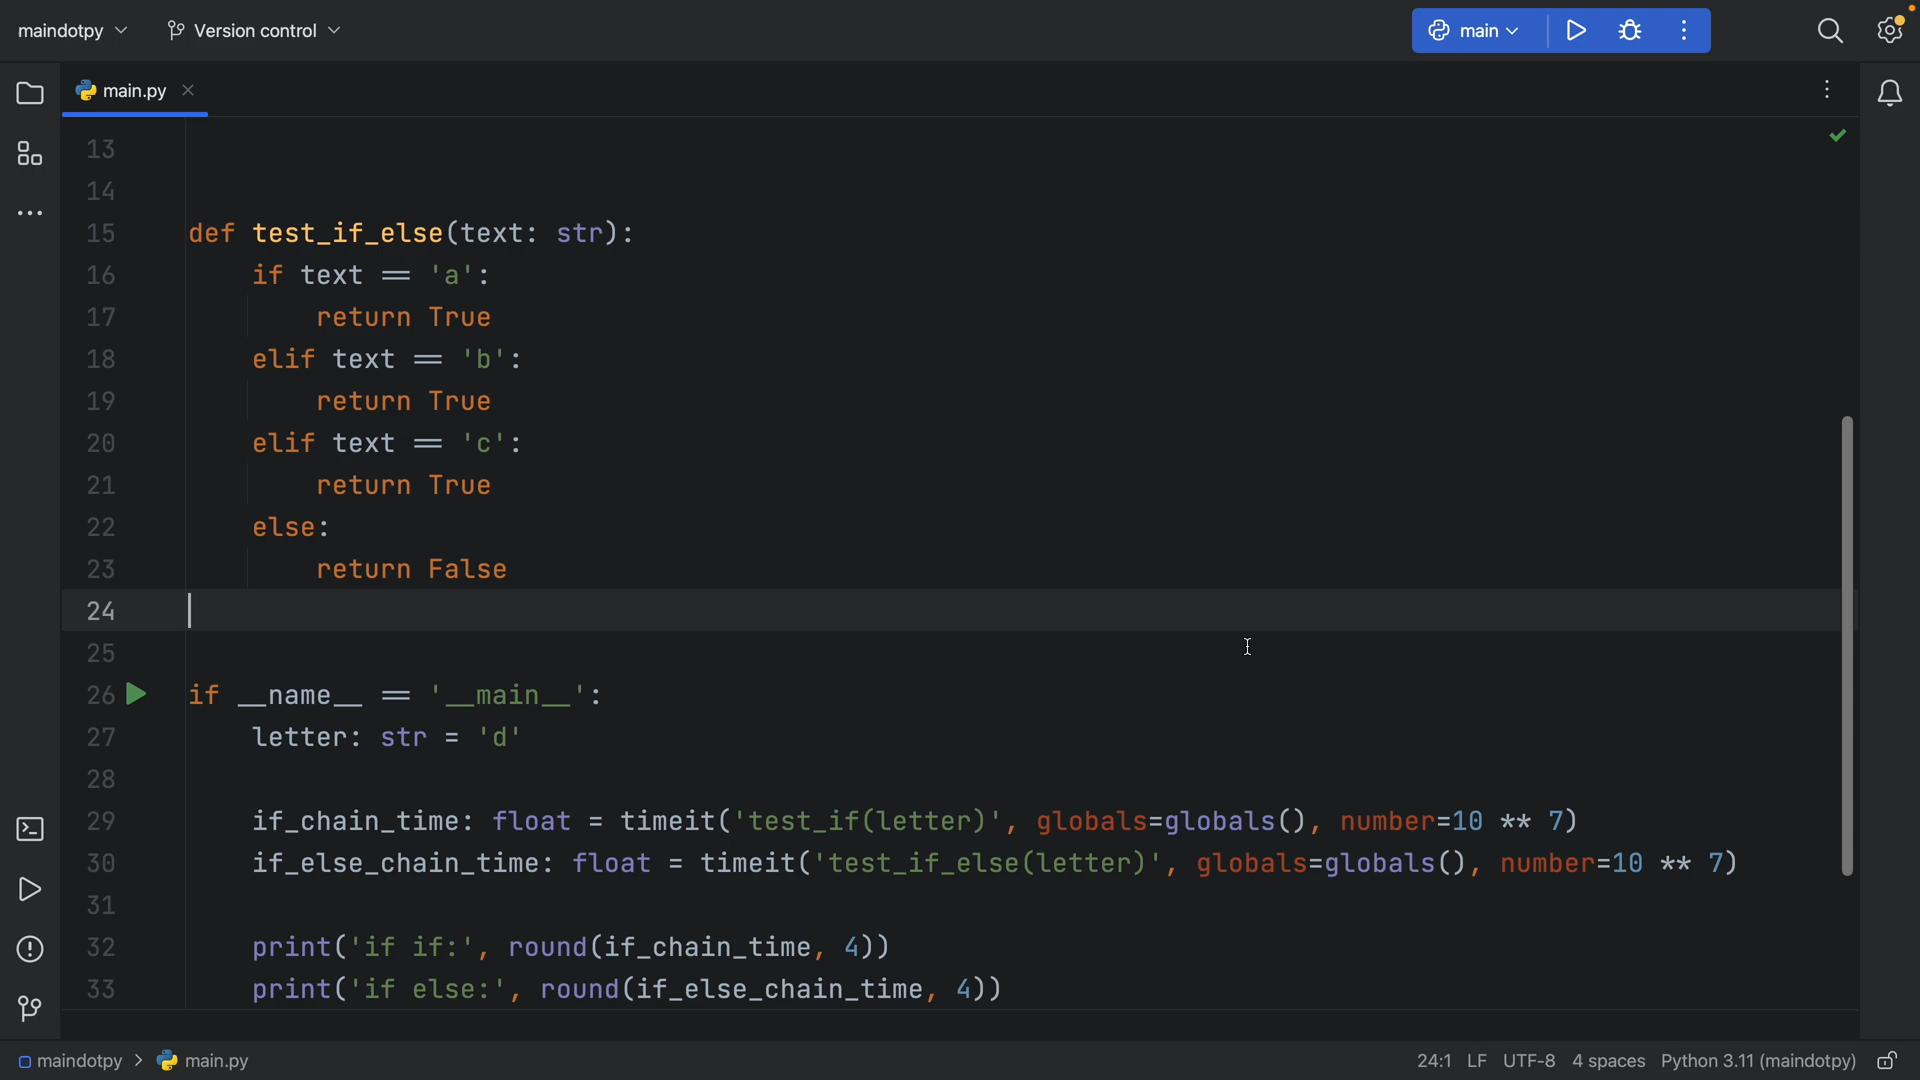 maindotpy
Version control
main
main.py
13
14
15 def test_if_else(text: str):
16     if text == 'a':
17         return True
18     elif text == 'b':
19         return True
20     elif text == 'c':
21         return True
22     else:
23         return False
24
25
26 if __name__ == '__main__':
27     letter: str = 'd'
28
29     if_chain_time: float = timeit('test_if(letter)', globals=globals(), number=10 ** 7)
30     if_else_chain_time: float = timeit('test_if_else(letter)', globals=globals(), number=10 ** 7)
31
32     print('if if:', round(if_chain_time, 4))
33     print('if else:', round(if_else_chain_time, 4))
maindotpy > main.py 24:1 LF UTF-8 4 spaces Python 3.11 (maindotpy)